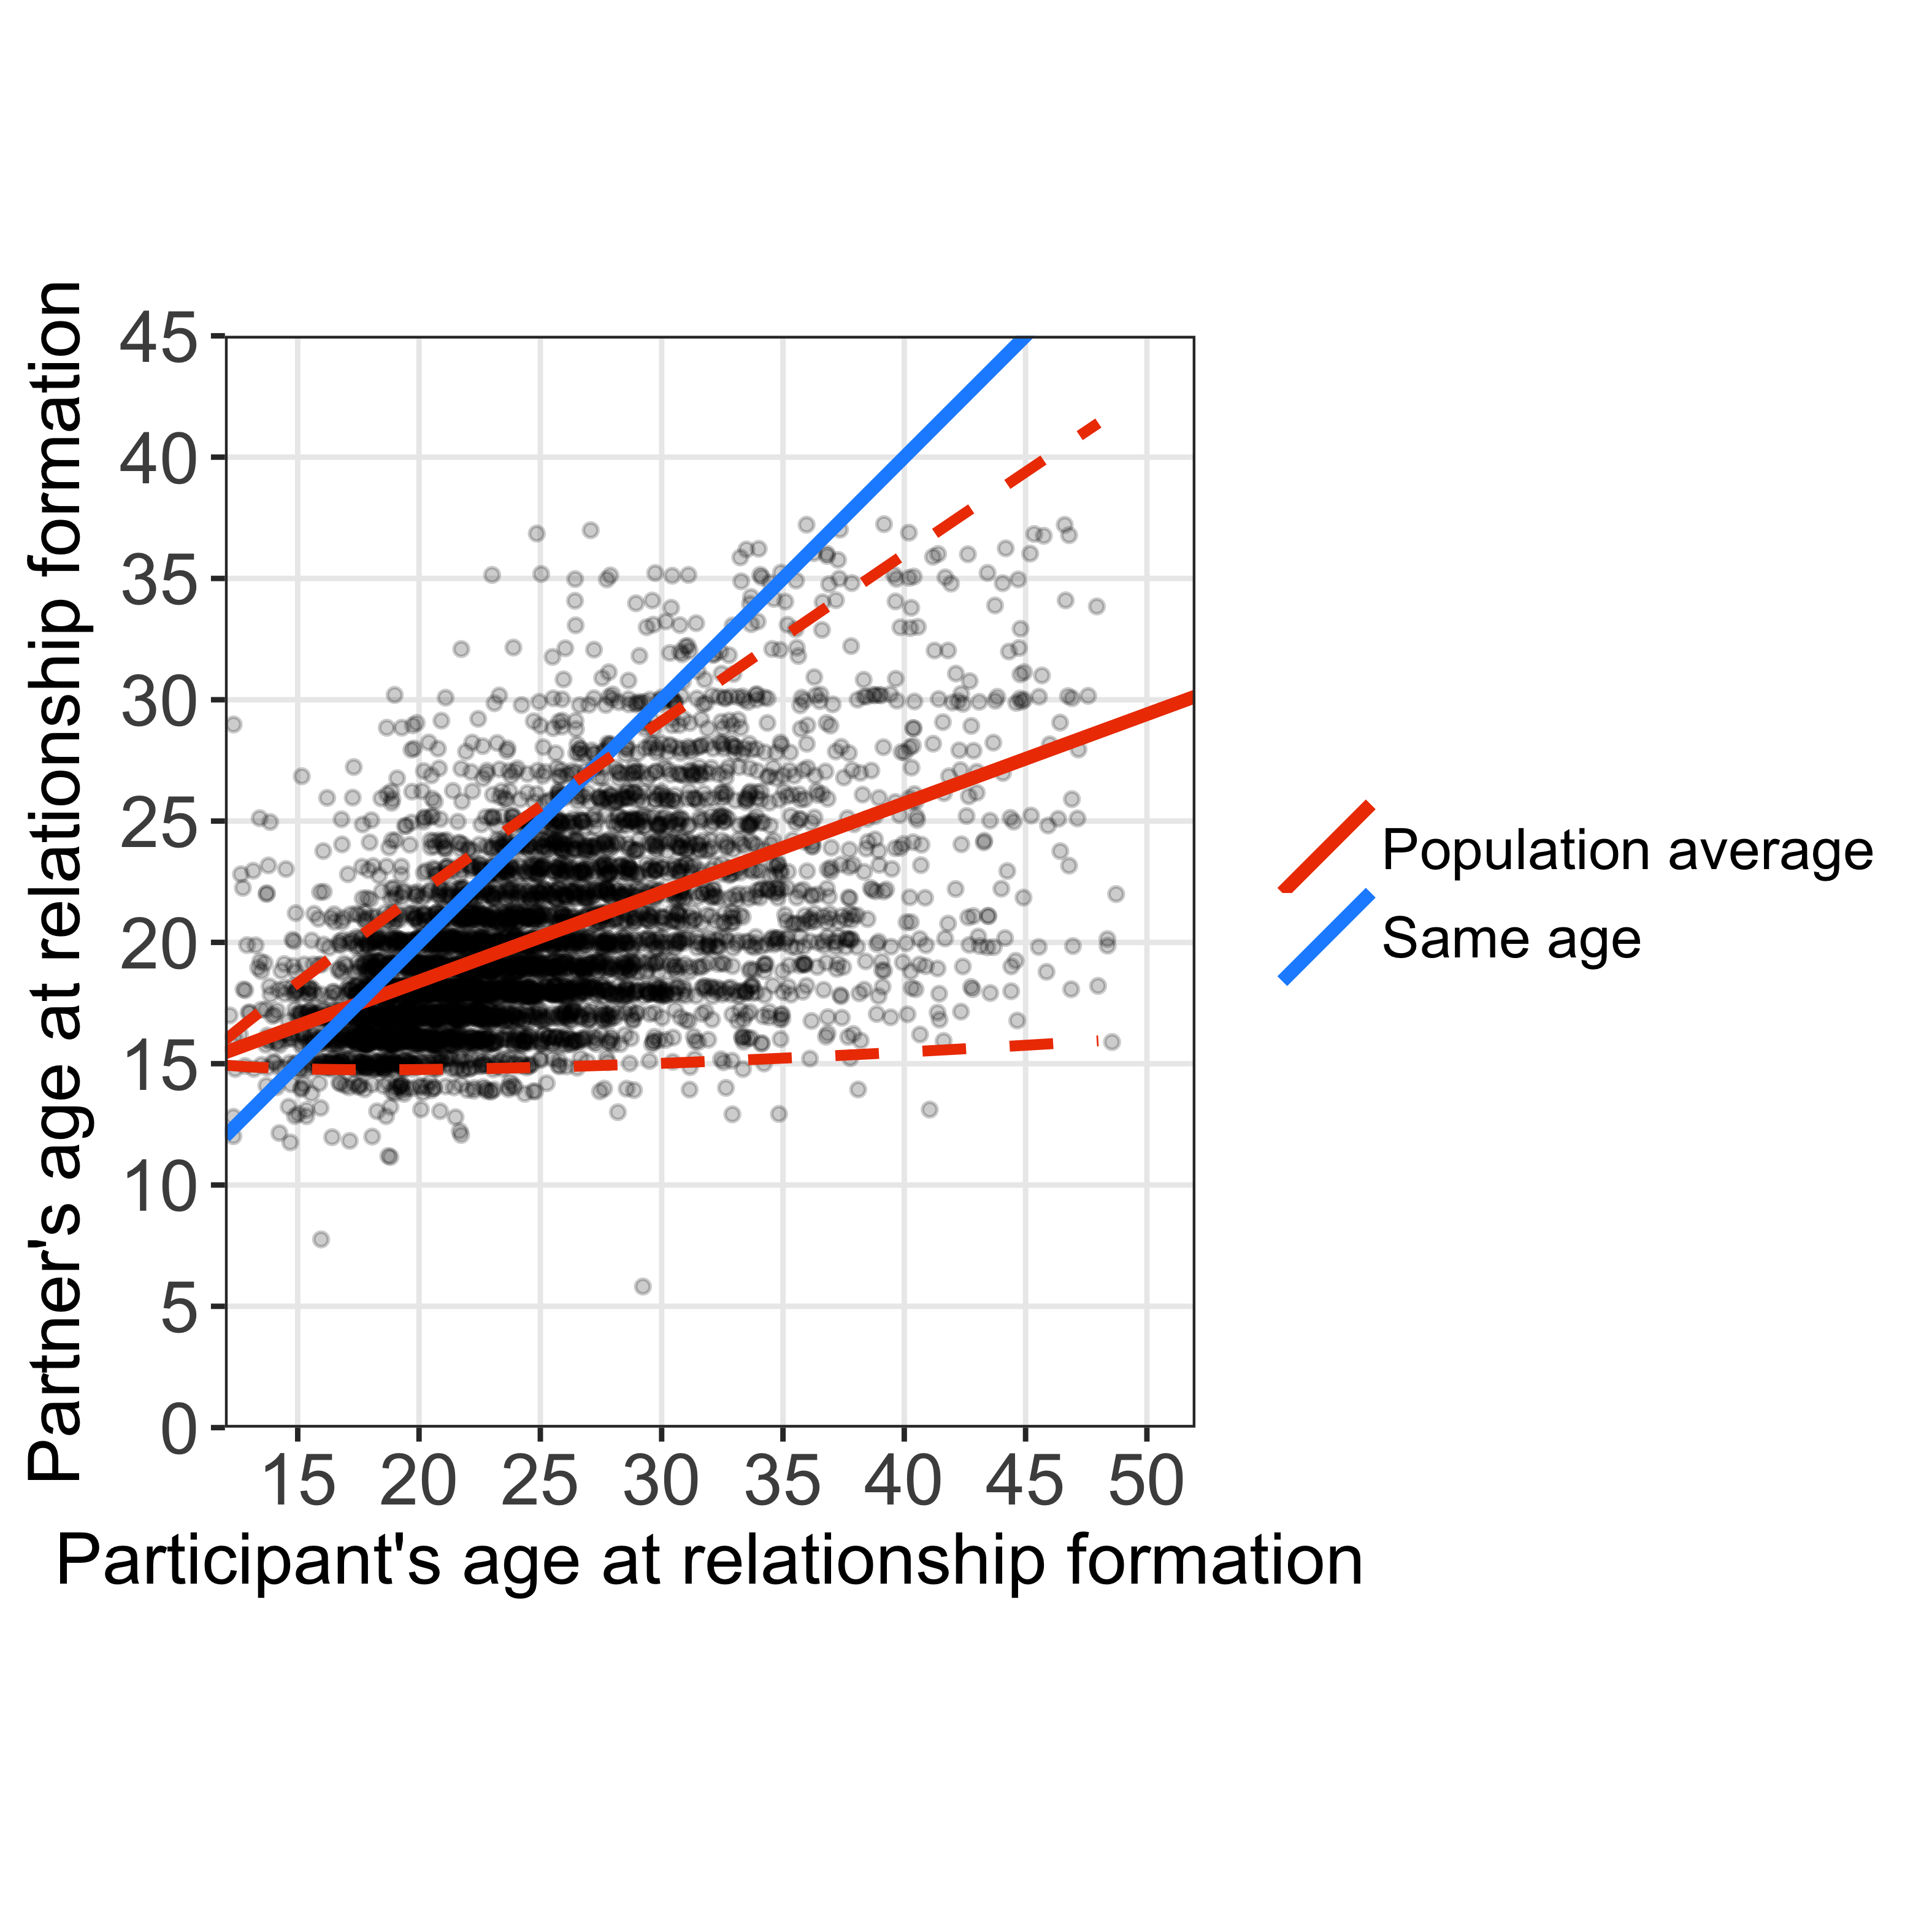 Partner's age at relationship formation
45
40
35
30
25
20
15
10
5
0
15 20 25 30 35 40 45 50
Participant's age at relationship formation
Population average
Same age